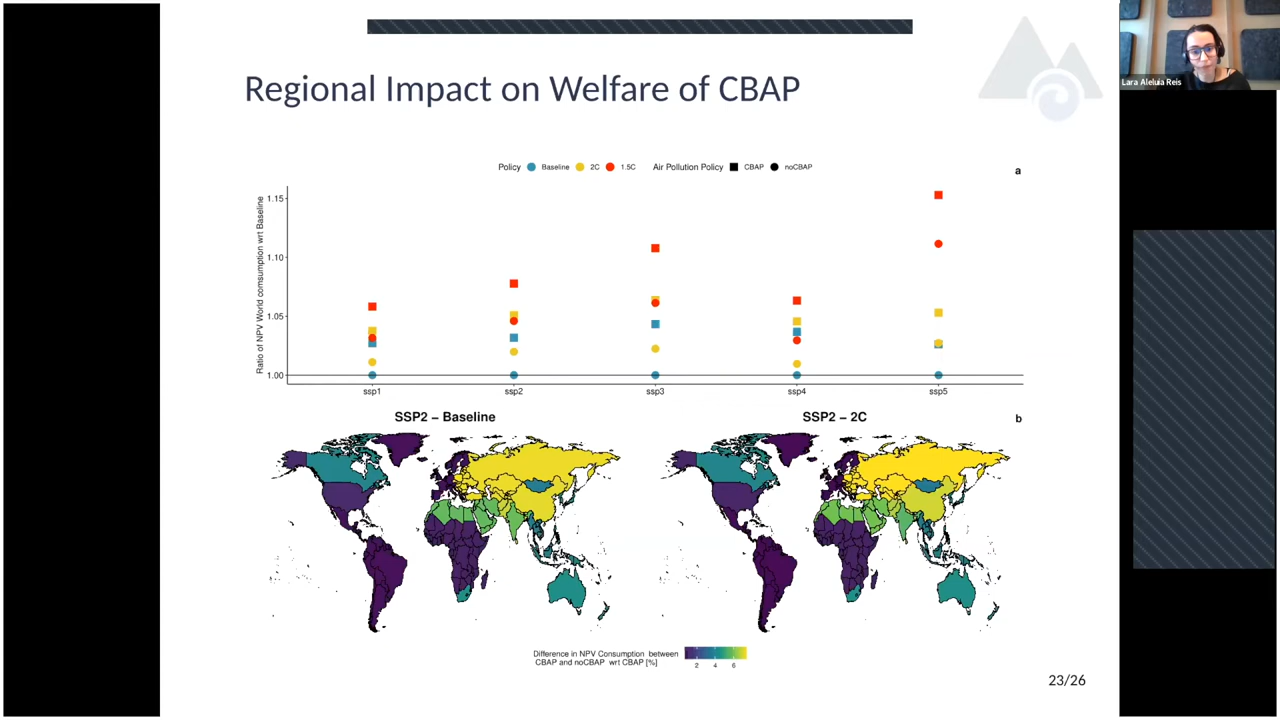 Lara Aleluia Reis
Regional Impact on Welfare of CBAP
Policy Baseline 2C 1.5C Air Pollution Policy CBAP noCBAP
a
Ratio of NPV World comsumption wrt Baseline
1.15
1.10
1.05
1.00
ssp1 ssp2 ssp3 ssp4 ssp5
SSP2 – Baseline SSP2 – 2C
b
Difference in NPV Consumption between
CBAP and noCBAP wrt CBAP [%]
2 4 6
23/26